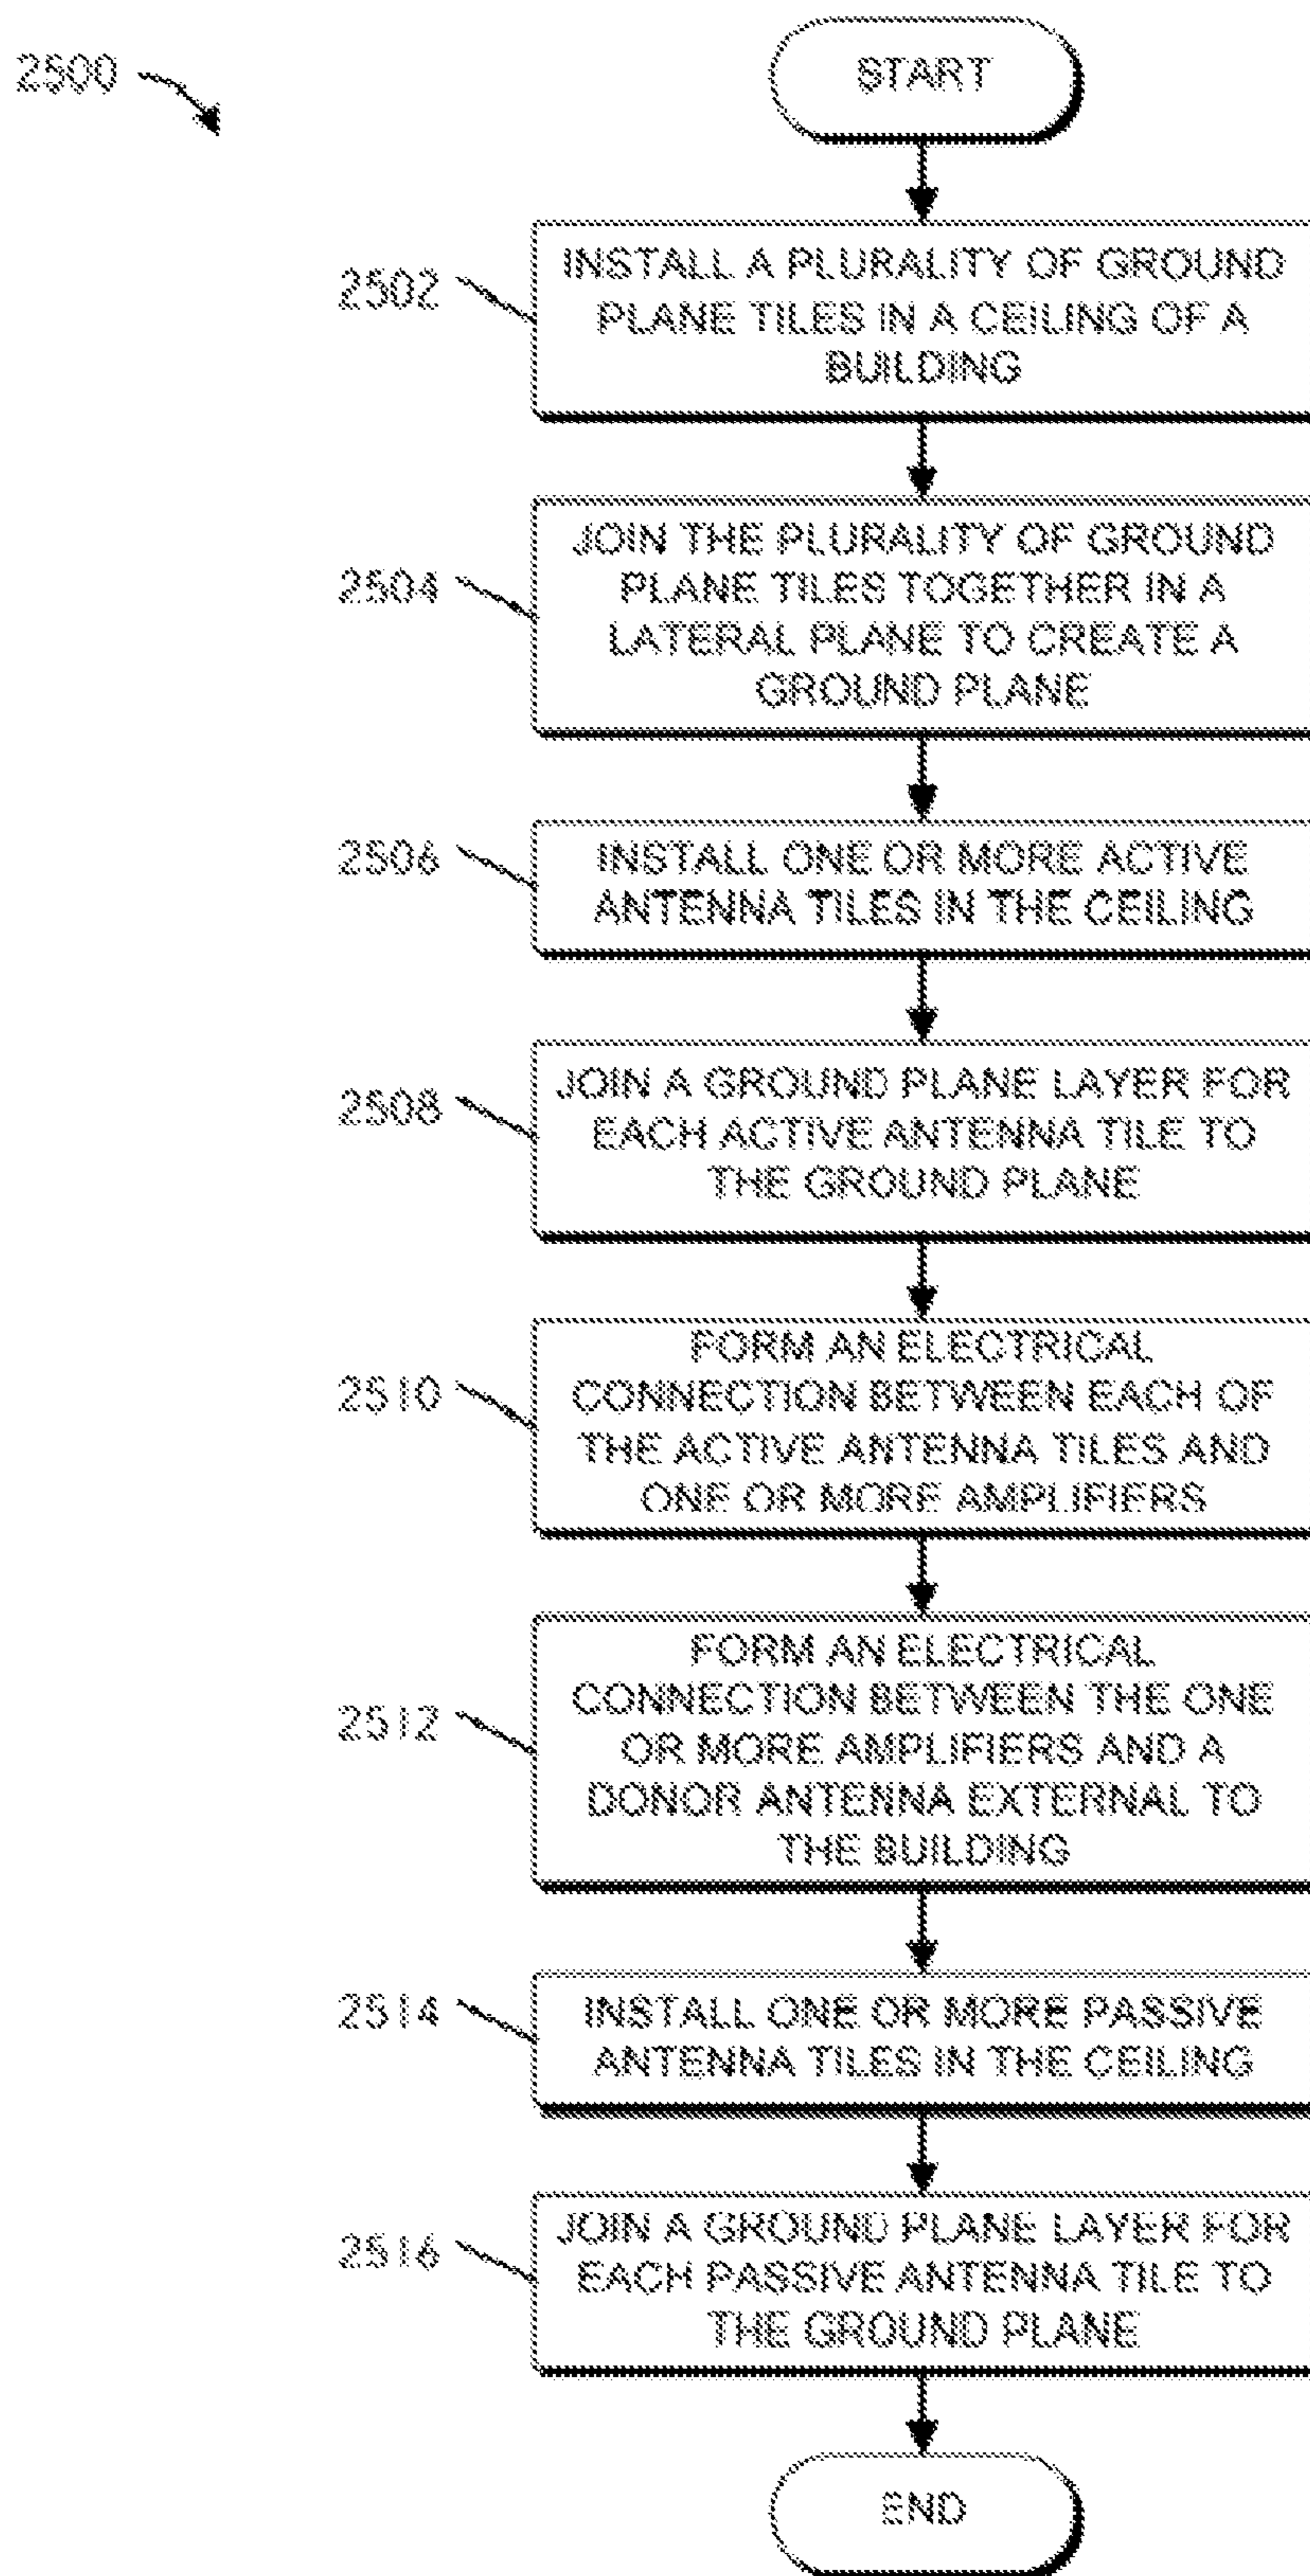 2500
START
2502
INSTALL A PLURALITY OF GROUND
PLANE TILES IN A CEILING OF A
BUILDING
2504
JOIN THE PLURALITY OF GROUND
PLANE TILES TOGETHER IN A
LATERAL PLANE TO CREATE A
GROUND PLANE
2506
INSTALL ONE OR MORE ACTIVE
ANTENNA TILES IN THE CEILING
2508
JOIN A GROUND PLANE LAYER FOR
EACH ACTIVE ANTENNA TILE TO
THE GROUND PLANE
2510
FORM AN ELECTRICAL
CONNECTION BETWEEN EACH OF
THE ACTIVE ANTENNA TILES AND
ONE OR MORE AMPLIFIERS
2512
FORM AN ELECTRICAL
CONNECTION BETWEEN THE ONE
OR MORE AMPLIFIERS AND A
DONOR ANTENNA EXTERNAL TO
THE BUILDING
2514
INSTALL ONE OR MORE PASSIVE
ANTENNA TILES IN THE CEILING
2516
JOIN A GROUND PLANE LAYER FOR
EACH PASSIVE ANTENNA TILE TO
THE GROUND PLANE
END